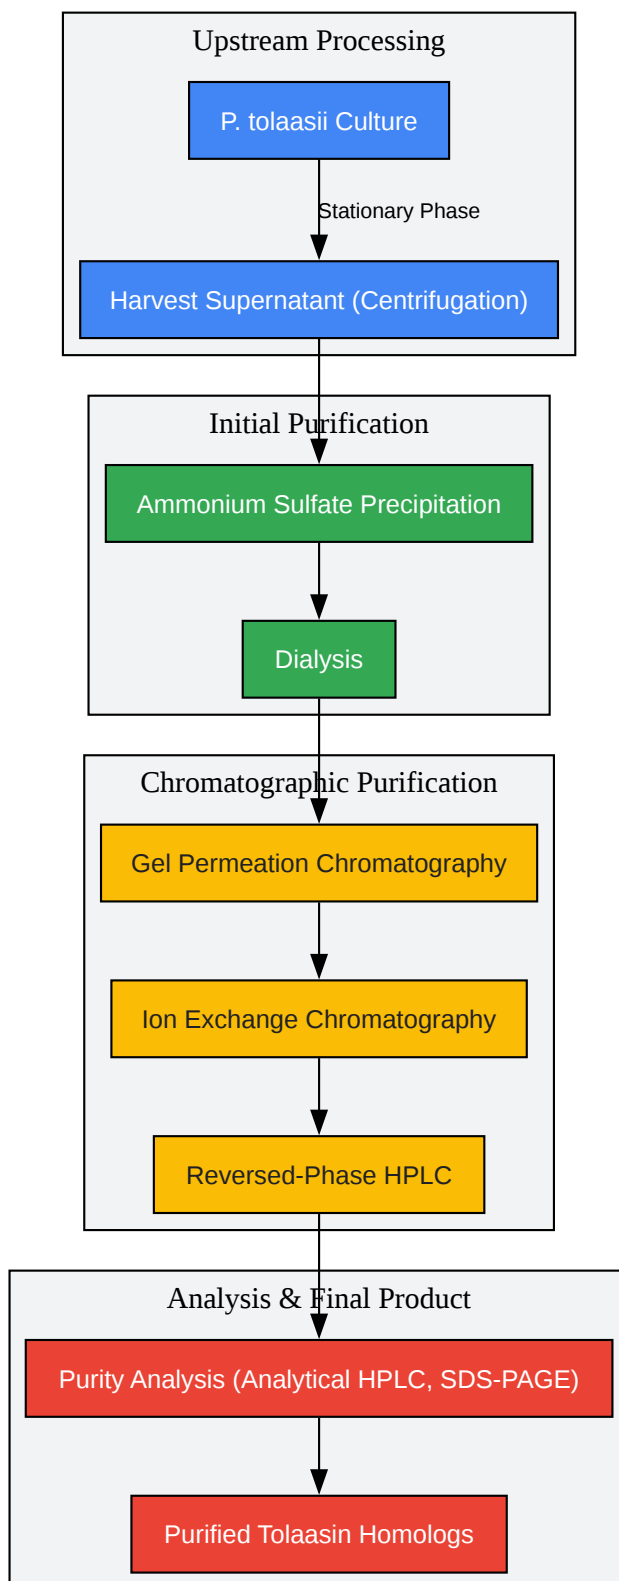 Upstream Processing
P. tolaasii Culture
Stationary Phase
Harvest Supernatant (Centrifugation)
Initial Purification
Ammonium Sulfate Precipitation
Dialysis
Chromatographic Purification
Gel Permeation Chromatography
Ion Exchange Chromatography
Reversed-Phase HPLC
Analysis & Final Product
Purity Analysis (Analytical HPLC, SDS-PAGE)
Purified Tolaasin Homologs